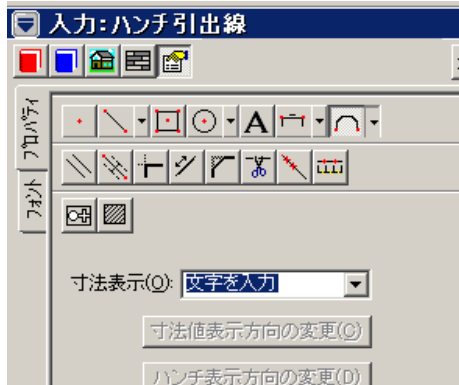 入力:ハンチ引出線
プロパティ
フォント
A
寸法表示(O):
文字を入力
寸法値表示方向の変更(C)
ハンチ表示方向の変更(D)